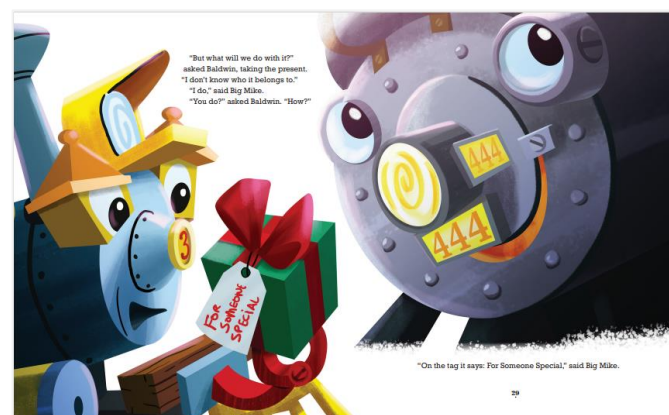 “But what will we do with it?”
asked Baldwin, taking the present.
“I don’t know who it belongs to.”
“I do,” said Big Mike.
“You do?” asked Baldwin. “How?”
3
FOR
SOMEONE
SPECIAL
444
444
“On the tag it says: For Someone Special,” said Big Mike.
29